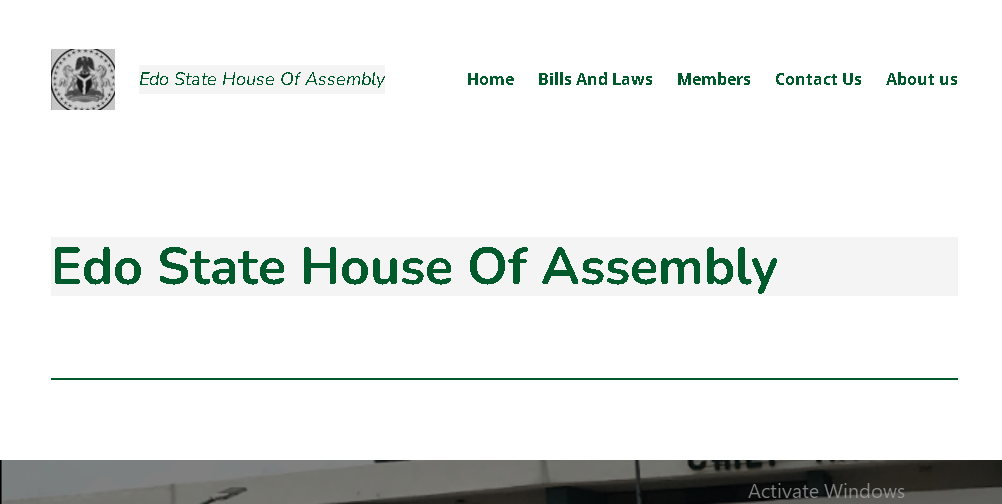 Edo State House Of Assembly
Home Bills And Laws Members Contact Us About us
Edo State House Of Assembly
Activate Windows